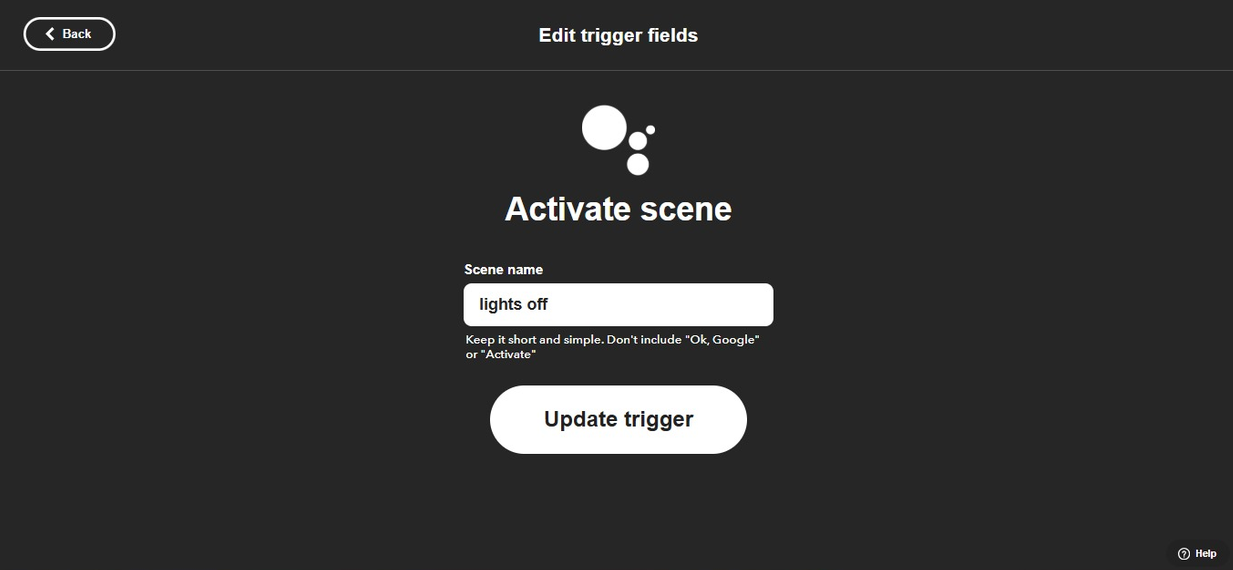 Back
Edit trigger fields
Activate scene
Scene name
lights off
Keep it short and simple. Don't include "Ok, Google"
or "Activate"
Update trigger
Help